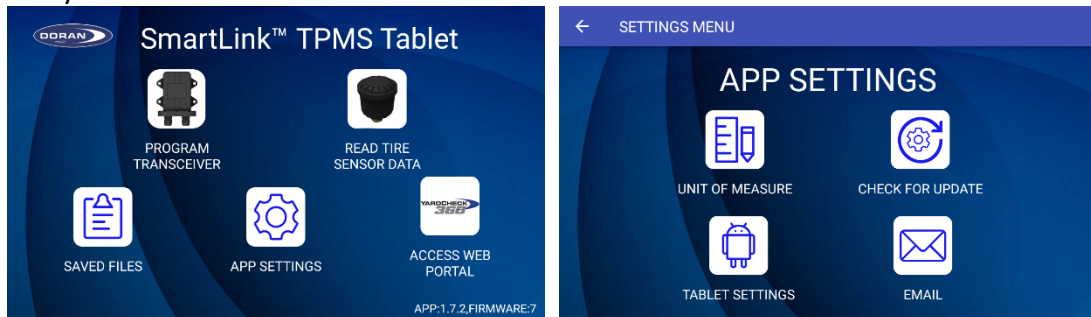 DORAN
SmartLink™ TPMS Tablet
PROGRAM
TRANSCEIVER
READ TIRE
SENSOR DATA
SAVED FILES
APP SETTINGS
YARDCHECK
360
ACCESS WEB
PORTAL
APP:1.7.2,FIRMWARE:7
SETTINGS MENU
APP SETTINGS
UNIT OF MEASURE
CHECK FOR UPDATE
TABLET SETTINGS
EMAIL